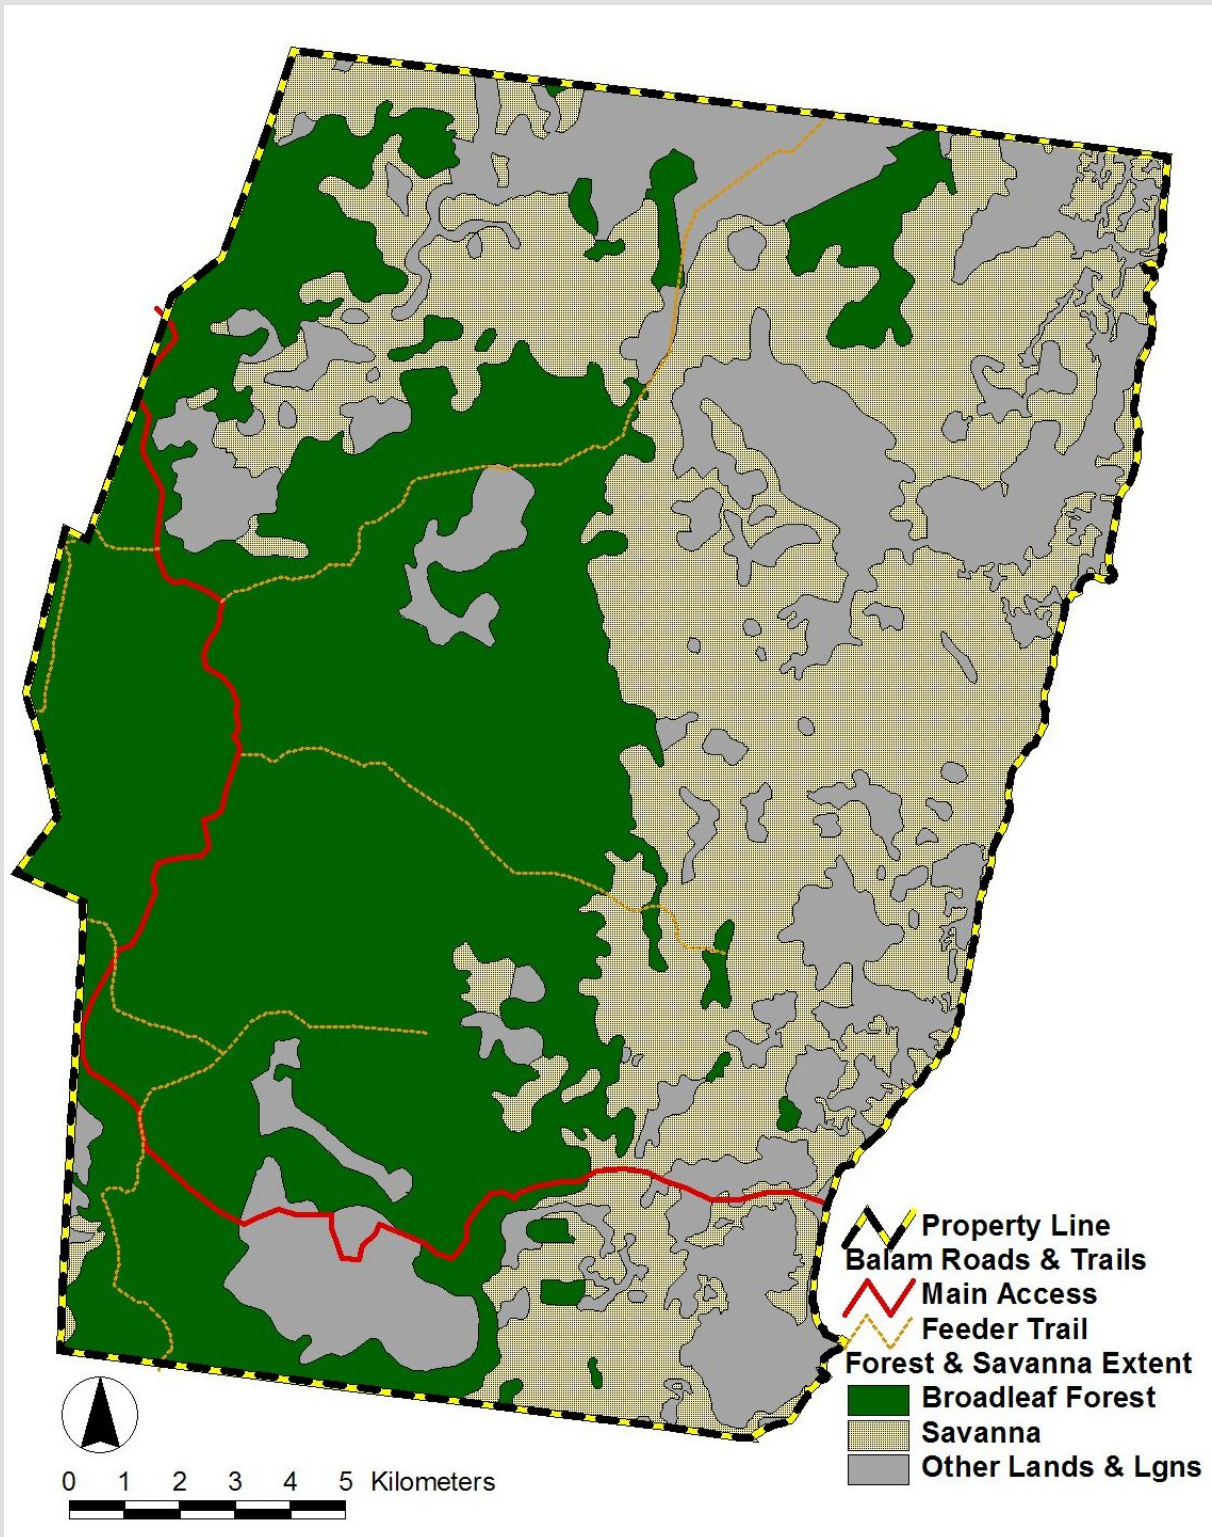 Property Line
Balam Roads & Trails
Main Access
Feeder Trail
Forest & Savanna Extent
Broadleaf Forest
Savanna
Other Lands & Lgns
0 1 2 3 4 5 Kilometers